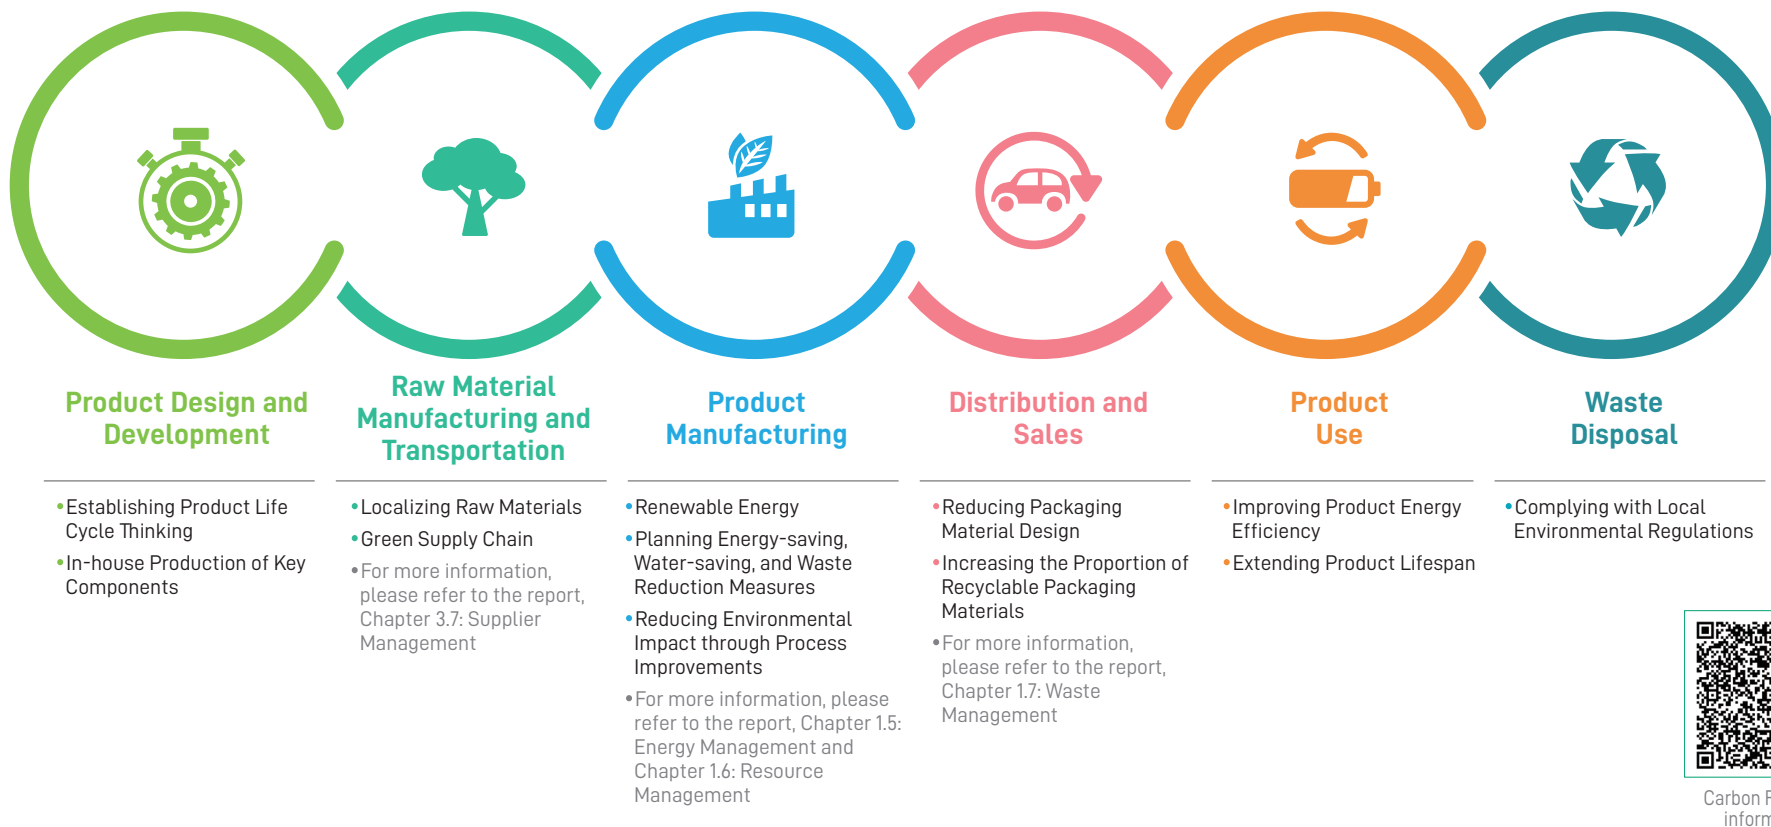 Product Design and
Development
•Establishing Product Life
Cycle Thinking
•In-house Production of Key
Components
Raw Material
Manufacturing and
Transportation
•Localizing Raw Materials
•Green Supply Chain
•For more information,
please refer to the report,
Chapter 3.7: Supplier
Management
Product
Manufacturing
•Renewable Energy
•Planning Energy-saving,
Water-saving, and Waste
Reduction Measures
•Reducing Environmental
Impact through Process
Improvements
•For more information, please
refer to the report, Chapter 1.5:
Energy Management and
Chapter 1.6: Resource
Management
Distribution and
Sales
•Reducing Packaging
Material Design
•Increasing the Proportion of
Recyclable Packaging
Materials
•For more information,
please refer to the report,
Chapter 1.7: Waste
Management
Product
Use
•Improving Product Energy
Efficiency
•Extending Product Lifespan
Waste
Disposal
•Complying with Local
Environmental Regulations
Carbon